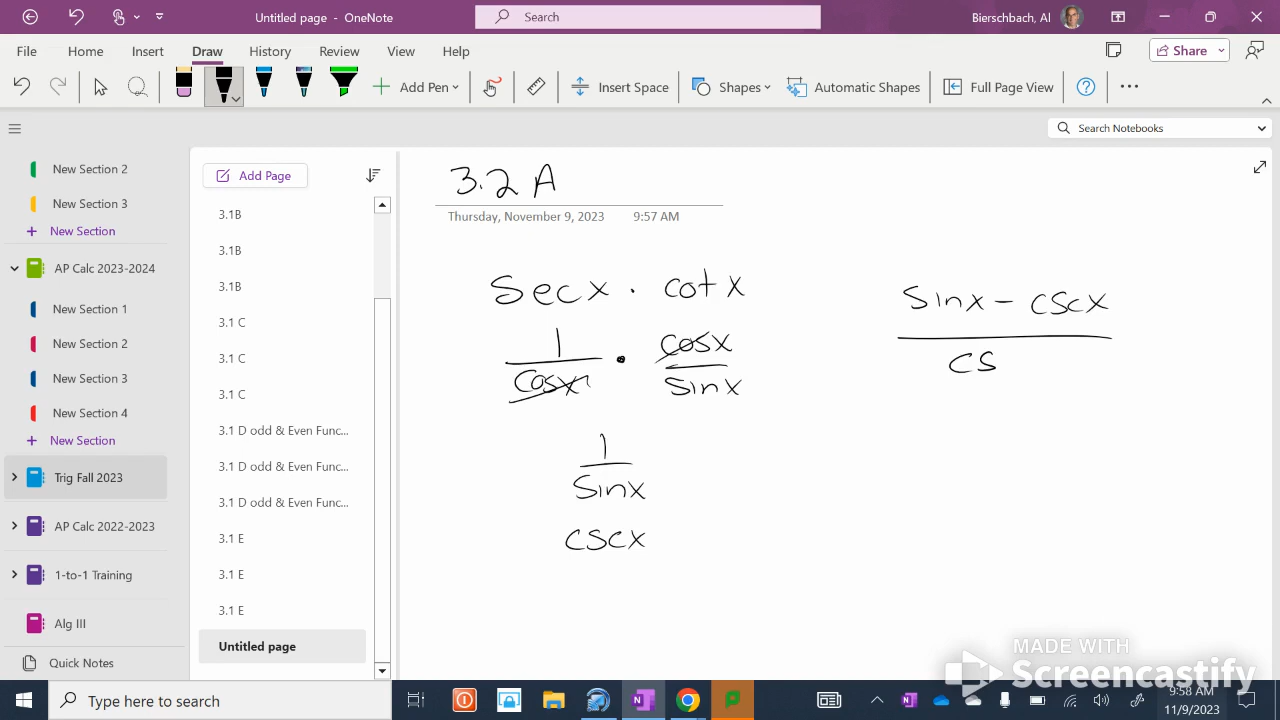 Untitled page - OneNote
Search
Bierschbach, Al
File Home Insert Draw History Review View Help
Share
Add Pen
Insert Space
Shapes
Automatic Shapes
Full Page View
Search Notebooks
New Section 2
New Section 3
New Section
AP Calc 2023-2024
New Section 1
New Section 2
New Section 3
New Section 4
New Section
Trig Fall 2023
AP Calc 2022-2023
1-to-1 Training
Alg III
Quick Notes
Add Page
3.1B
3.1B
3.1B
3.1 C
3.1 C
3.1 C
3.1 D odd & Even Func...
3.1 D odd & Even Func...
3.1 D odd & Even Func...
3.1 E
3.1 E
3.1 E
Untitled page
3.2 A
Thursday, November 9, 2023 9:57 AM
Secx · cotx
1 cosx
cosx · sinx
1
sinx
cscx
sinx - cscx
cs
MADE WITH
Screencastify
Type here to search
9:58 AM
11/9/2023